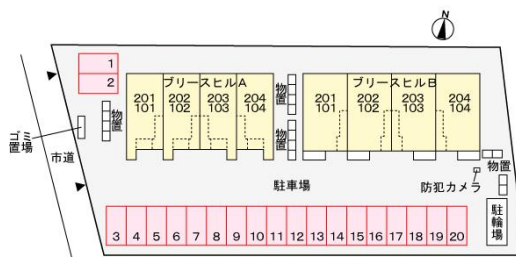 N
1
2
ブリースヒルA
201 202 203 204
101 102 103 104
ブリースヒルB
201 202 203 204
101 102 103 104
物置
物置
物置
ゴミ置場
市道
駐車場
防犯カメラ
物置
駐輪場
3 4 5 6 7 8 9 10 11 12 13 14 15 16 17 18 19 20